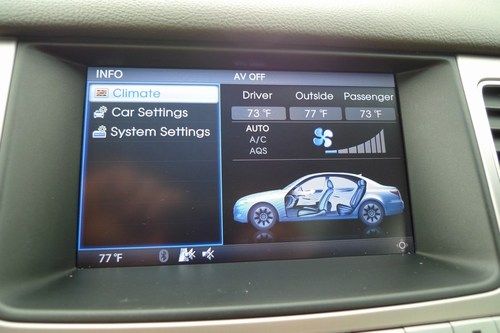 INFO AV OFF
Climate
Car Settings
System Settings
Driver Outside Passenger
73 °F 77 °F 73 °F
AUTO
A/C
AQS
77 °F